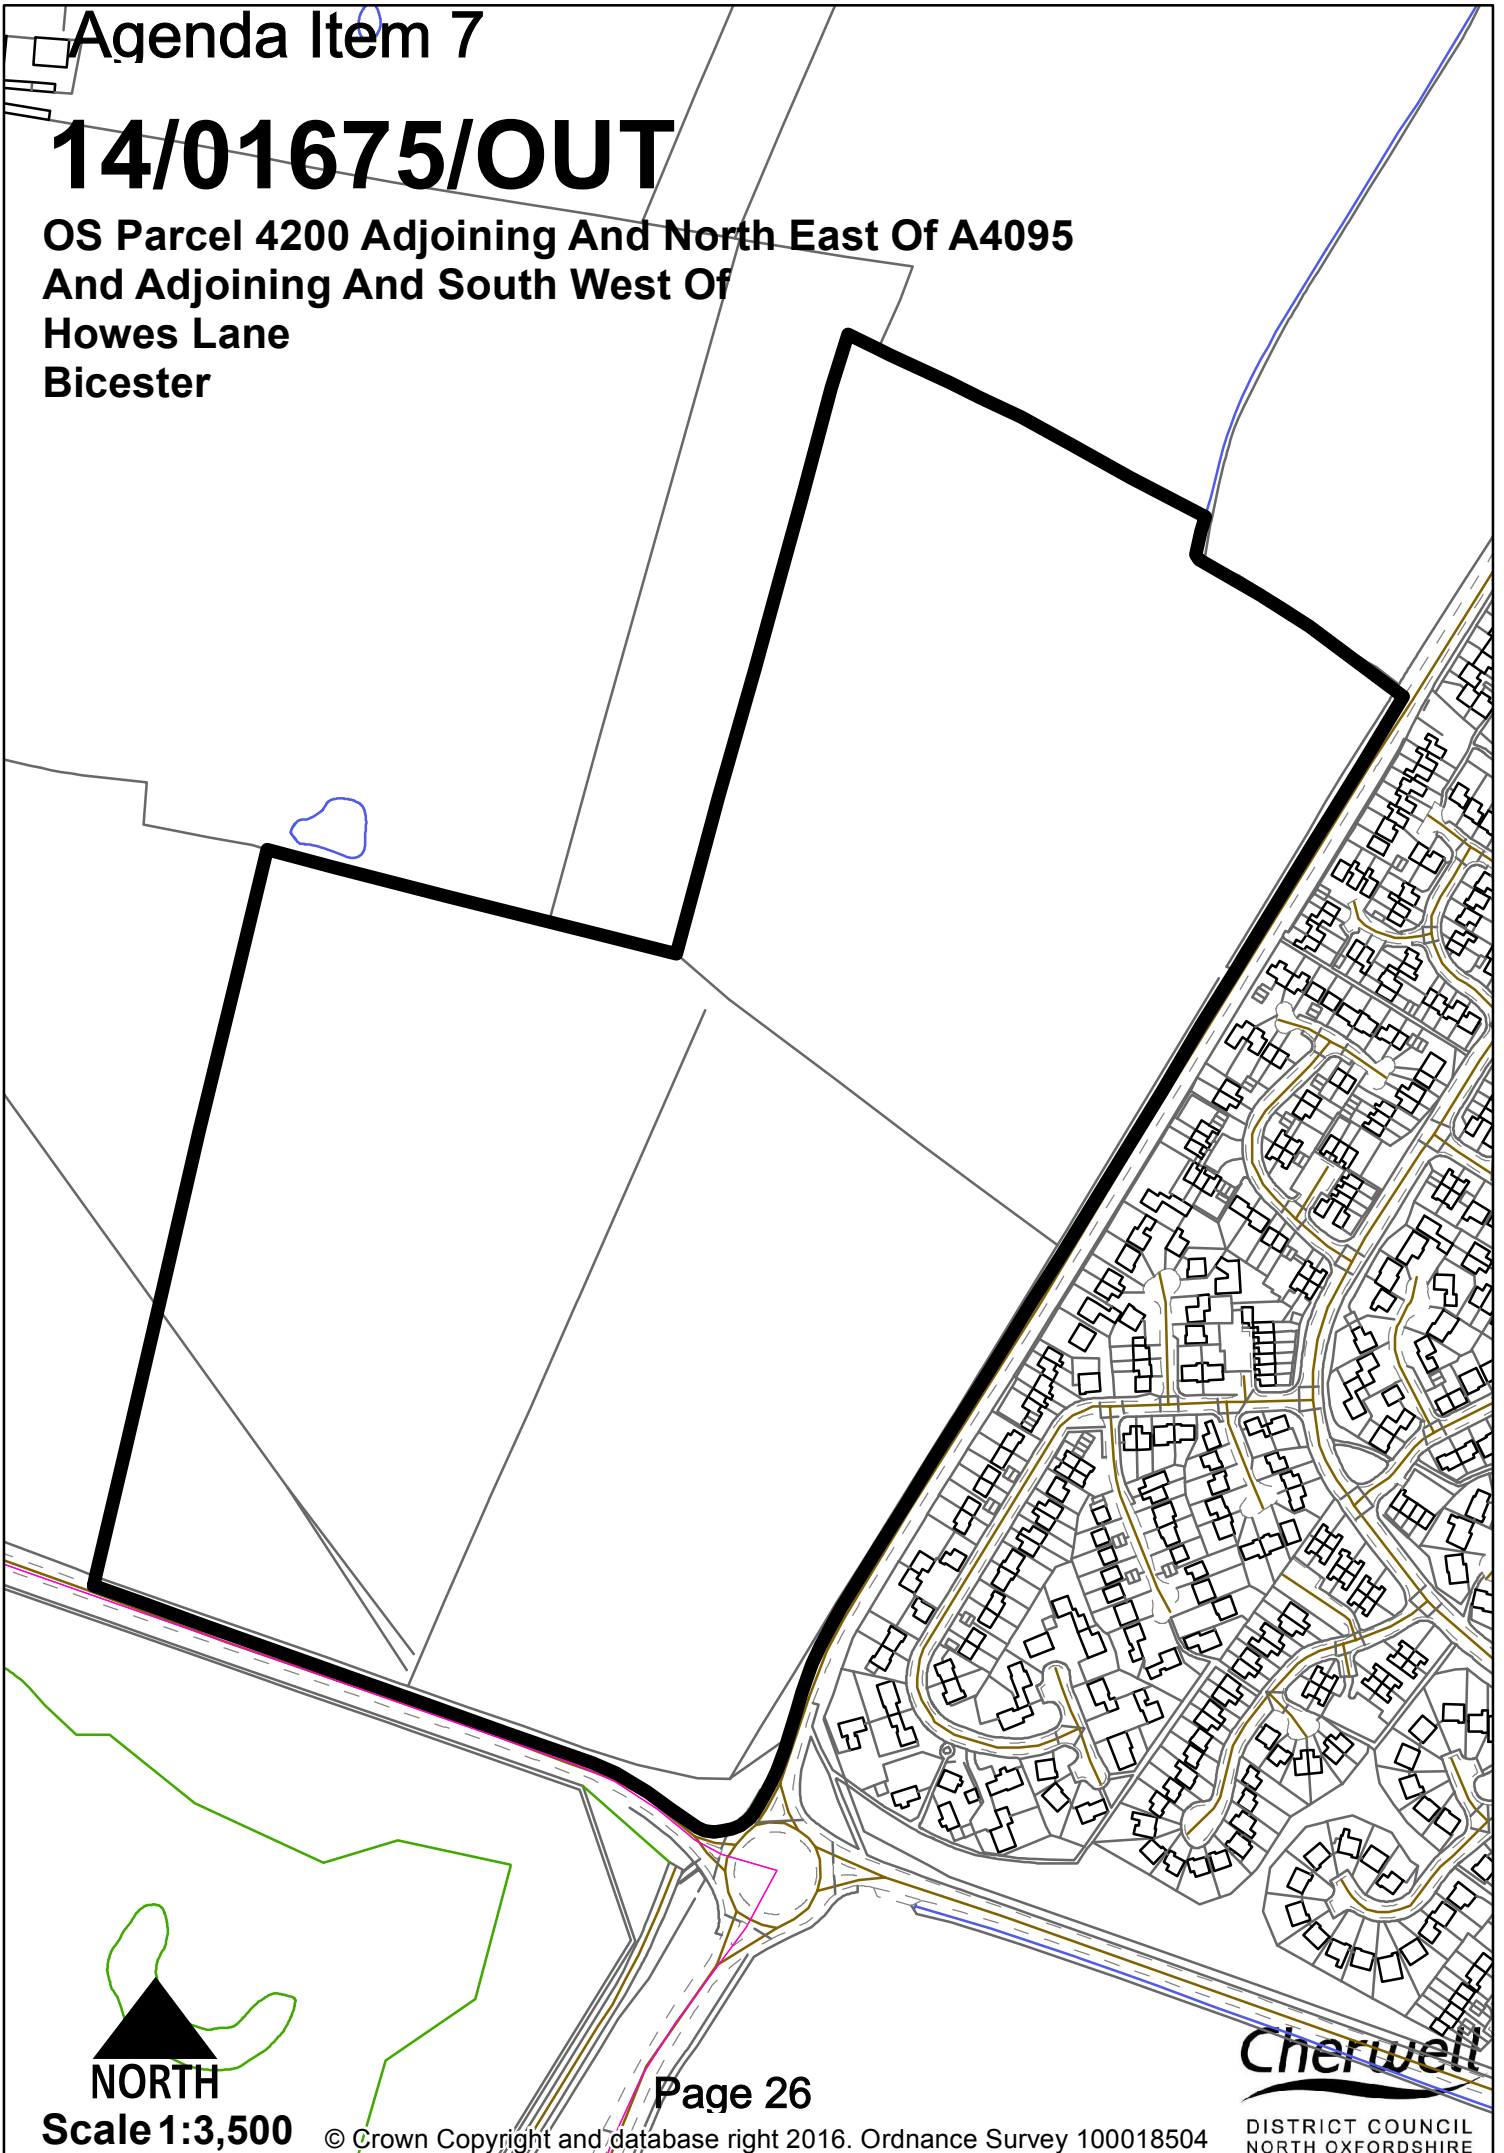 Agenda Item 7
14/01675/OUT
OS Parcel 4200 Adjoining And North East Of A4095
And Adjoining And South West Of
Howes Lane
Bicester
NORTH
Scale 1:3,500
Page 26
© Crown Copyright and database right 2016. Ordnance Survey 100018504
Cherwell
DISTRICT COUNCIL
NORTH OXFORDSHIRE